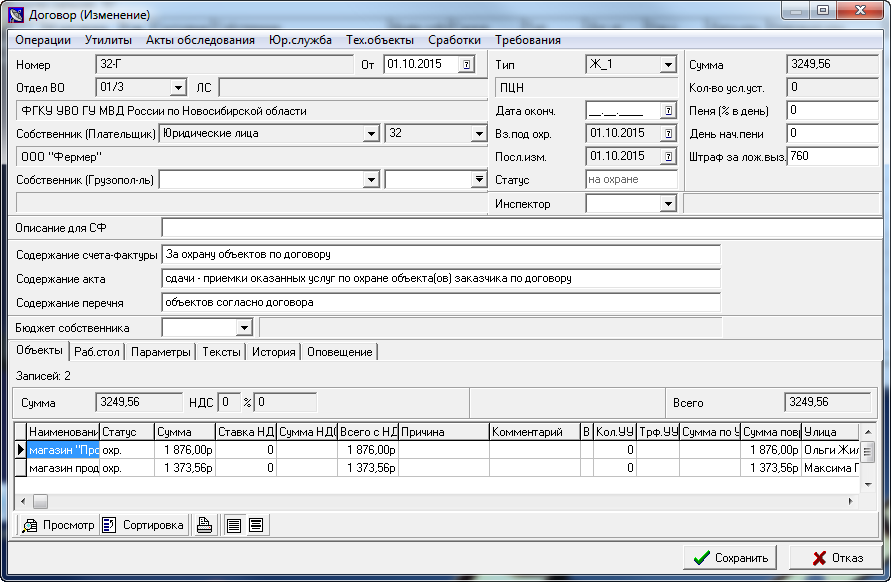 Договор (Изменение)
Операции Утилиты Акты обследования Юр.служба Тех.объекты Сработки Требования
Номер 32-Г От 01.10.2015 Тип Ж_1 Сумма 3249,56
Отдел ВО 01/3 ЛС ПЦН Кол-во усл.уст. 0
ФГКУ УВО ГУ МВД России по Новосибирской области Дата оконч. __.__.____ Пеня (% в день) 0
Собственник (Плательщик) Юридические лица 32 Вз.под охр. 01.10.2015 День нач.пени 0
ООО "Фермер" Посл.изм. 01.10.2015 Штраф за лож.выз. 760
Собственник (Грузопол-ль) Статус на охране
Инспектор
Описание для СФ
Содержание счета-фактуры За охрану объектов по договору
Содержание акта сдачи - приемки оказанных услуг по охране объекта(ов) заказчика по договору
Содержание перечня объектов согласно договора
Бюджет собственника
Объекты Раб.стол Параметры Тексты История Оповещение
Записей: 2
Сумма 3249,56 НДС 0 % 0 Всего 3249,56
Наименовани Статус Сумма Ставка НД Сумма НДС Всего с НД Причина Комментарий В Кол.УУ Трф.УУ Сумма по У Сумма повр Улица
магазин "Про охр. 1 876,00р 0 1 876,00р 0 1 876,00р Ольги Жил
магазин прод охр. 1 373,56р 0 1 373,56р 0 1 373,56р Максима Г
Просмотр Сортировка
Сохранить Отказ